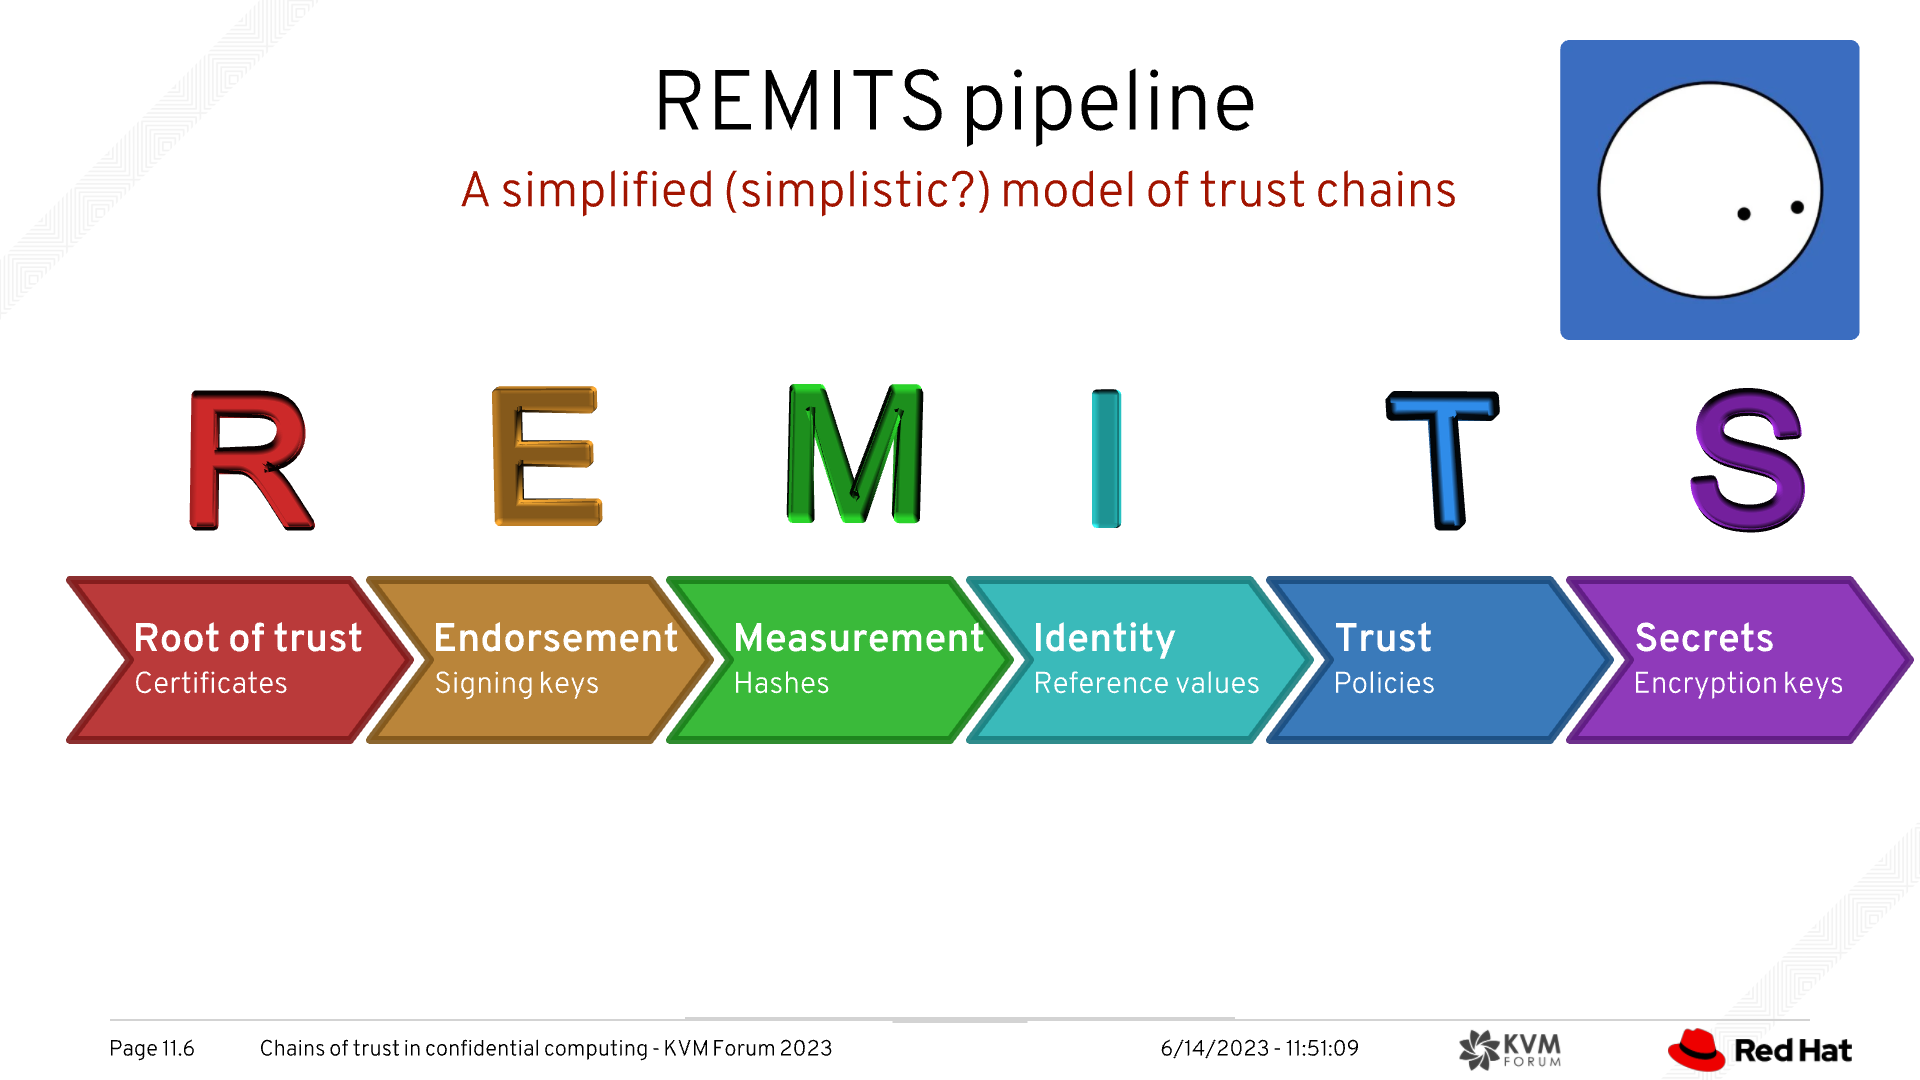 REMITS pipeline
A simplified (simplistic?) model of trust chains
R E M I T S
Root of trust
Certificates
Endorsement
Signing keys
Measurement
Hashes
Identity
Reference values
Trust
Policies
Secrets
Encryption keys
Page 11.6
Chains of trust in confidential computing - KVM Forum 2023
6/14/2023 - 11:51:09
KVM
FORUM
Red Hat